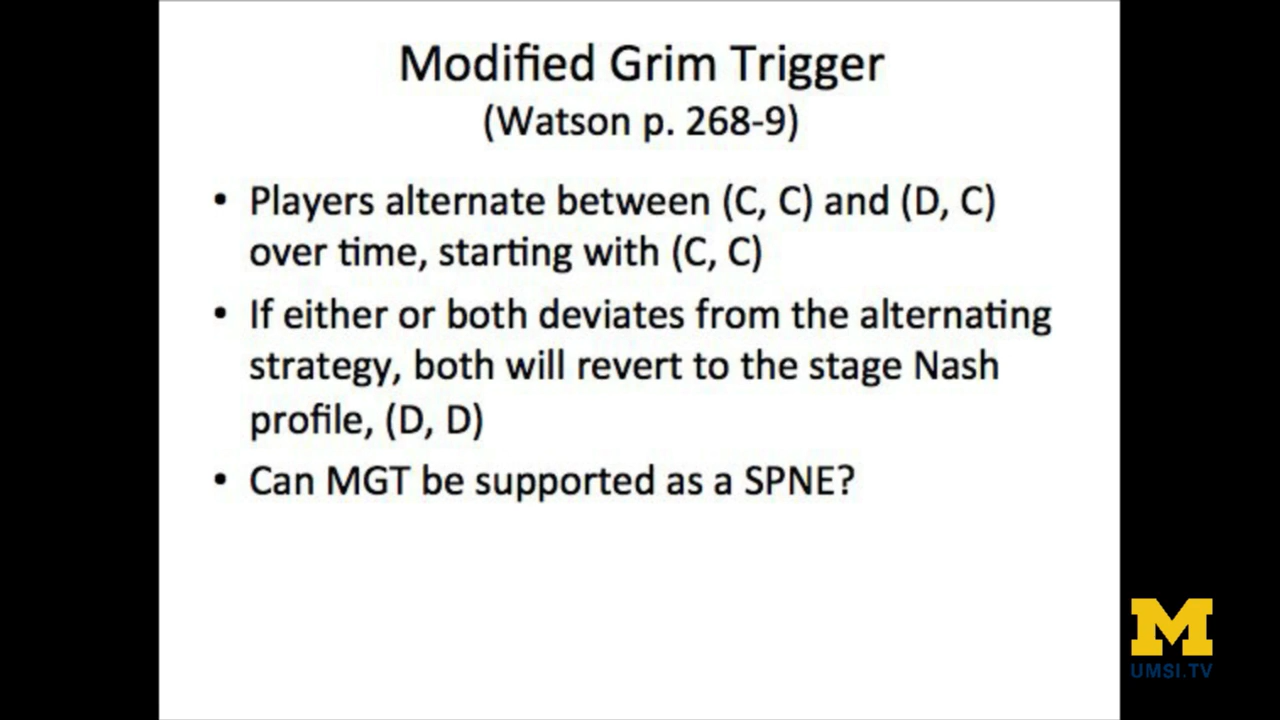 Modified Grim Trigger
(Watson p. 268-9)
• Players alternate between (C, C) and (D, C)
over time, starting with (C, C)
• If either or both deviates from the alternating
strategy, both will revert to the stage Nash
profile, (D, D)
• Can MGT be supported as a SPNE?
M
UMSI.TV